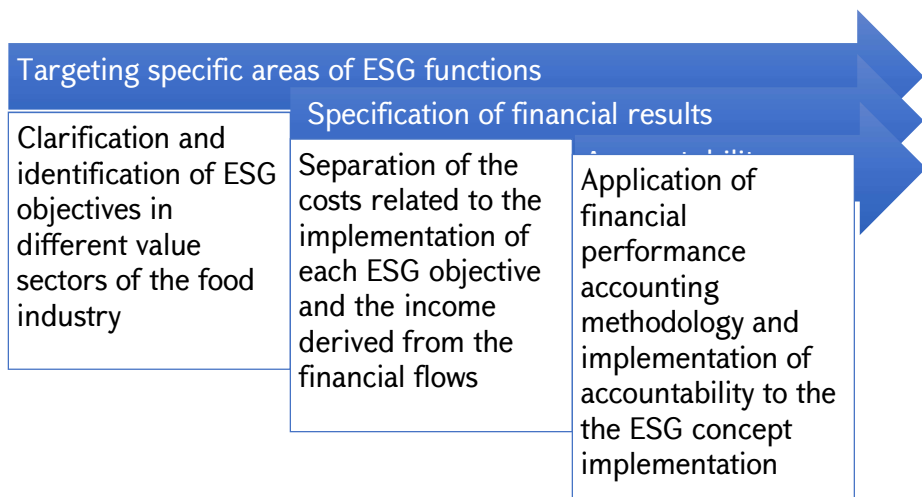 Targeting specific areas of ESG functions
Clarification and
identification of ESG
objectives in
different value
sectors of the food
industry
Specification of financial results
Separation of the
costs related to the
implementation of
each ESG objective
and the income
derived from the
financial flows
Application of
financial
performance
accounting
methodology and
implementation of
accountability to the
the ESG concept
implementation